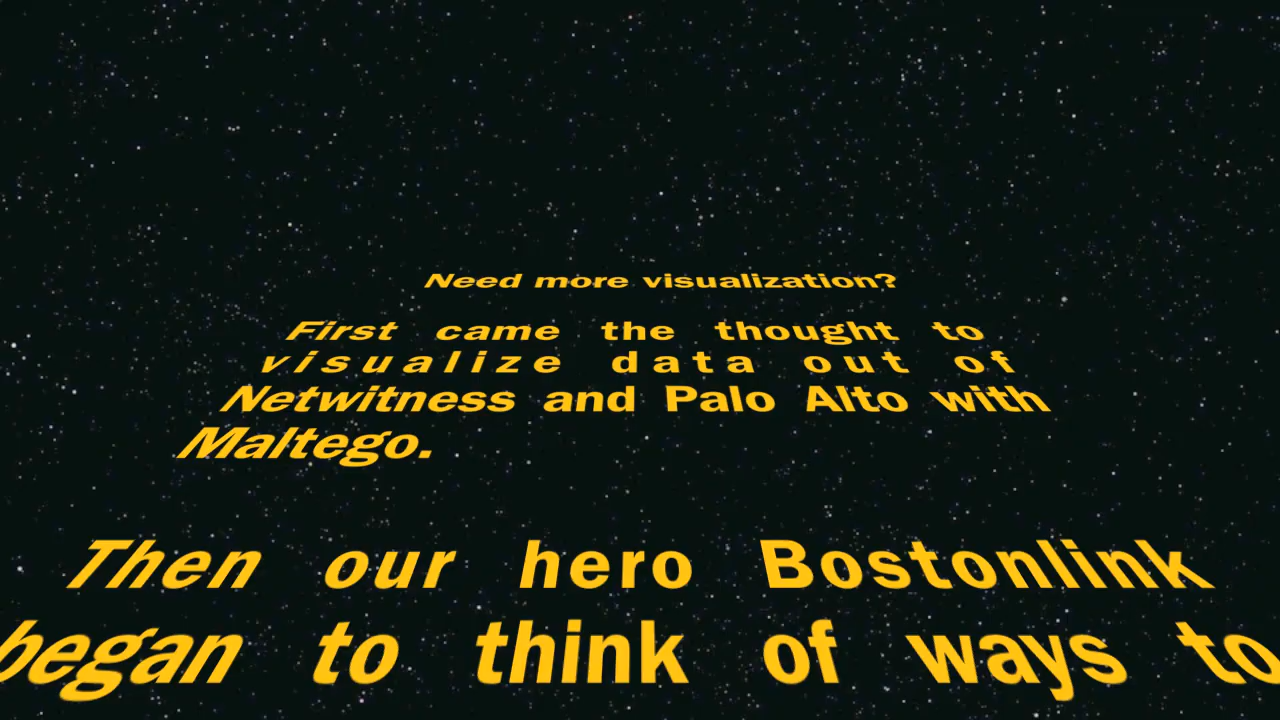 Need more visualization?
First came the thought to
visualize data out of
Netwitness and Palo Alto with
Maltego.
Then our hero Bostonlink
began to think of ways to